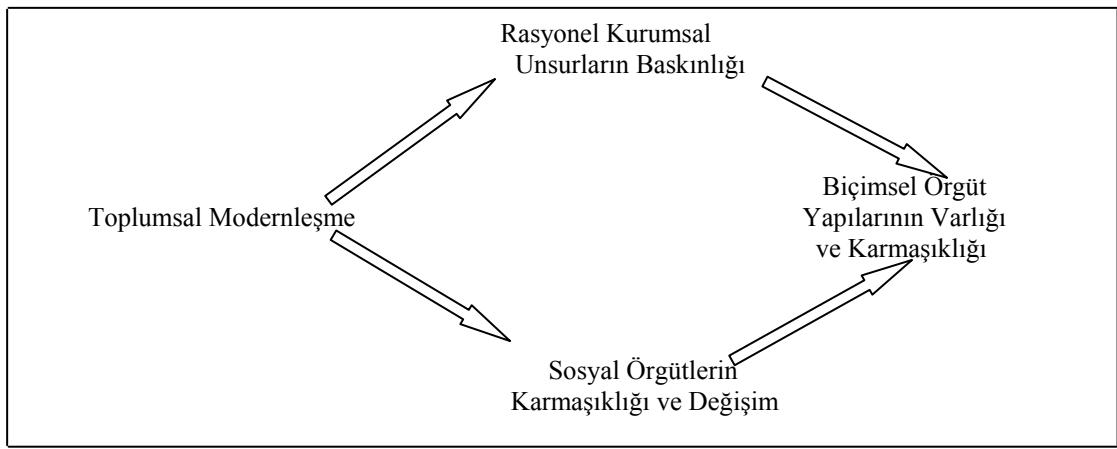 Rasyonel Kurumsal
Unsurların Baskınlığı
Toplumsal Modernleşme
Biçimsel Örgüt
Yapılarının Varlığı
ve Karmaşıklığı
Sosyal Örgütlerin
Karmaşıklığı ve Değişim